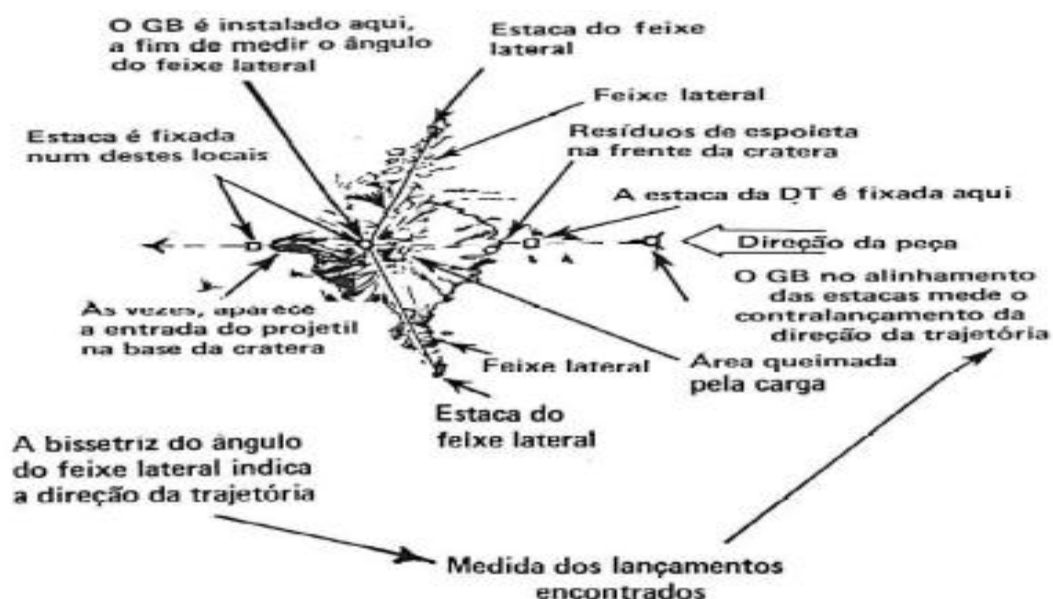 O GB é instalado aqui,
a fim de medir o ângulo
do feixe lateral
Estaca do feixe
lateral
Feixe lateral
Estaca é fixada
num destes locais
Resíduos de espoleta
na frente da cratera
A estaca da DT é fixada aqui
Direção da peça
O GB no alinhamento
das estacas mede o
contralançamento da
direção da trajetória
Às vezes, aparece
a entrada do projetil
na base da cratera
Feixe lateral
Área queimada
pela carga
Estaca do
feixe lateral
A bissetriz do ângulo
do feixe lateral indica
a direção da trajetória
Medida dos lançamentos
encontrados